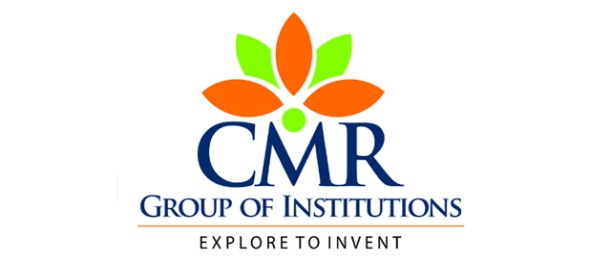 CMR
GROUP OF INSTITUTIONS
EXPLORE TO INVENT